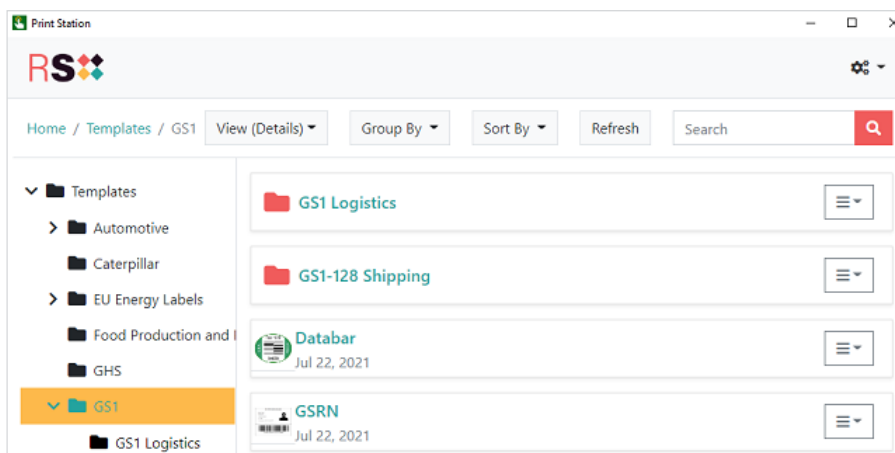 Print Station
RS
Home / Templates / GS1 View (Details) Group By Sort By Refresh Search
Templates
Automotive
Caterpillar
EU Energy Labels
Food Production and
GHS
GS1
GS1 Logistics
GS1 Logistics
GS1-128 Shipping
Databar
Jul 22, 2021
GSRN
Jul 22, 2021